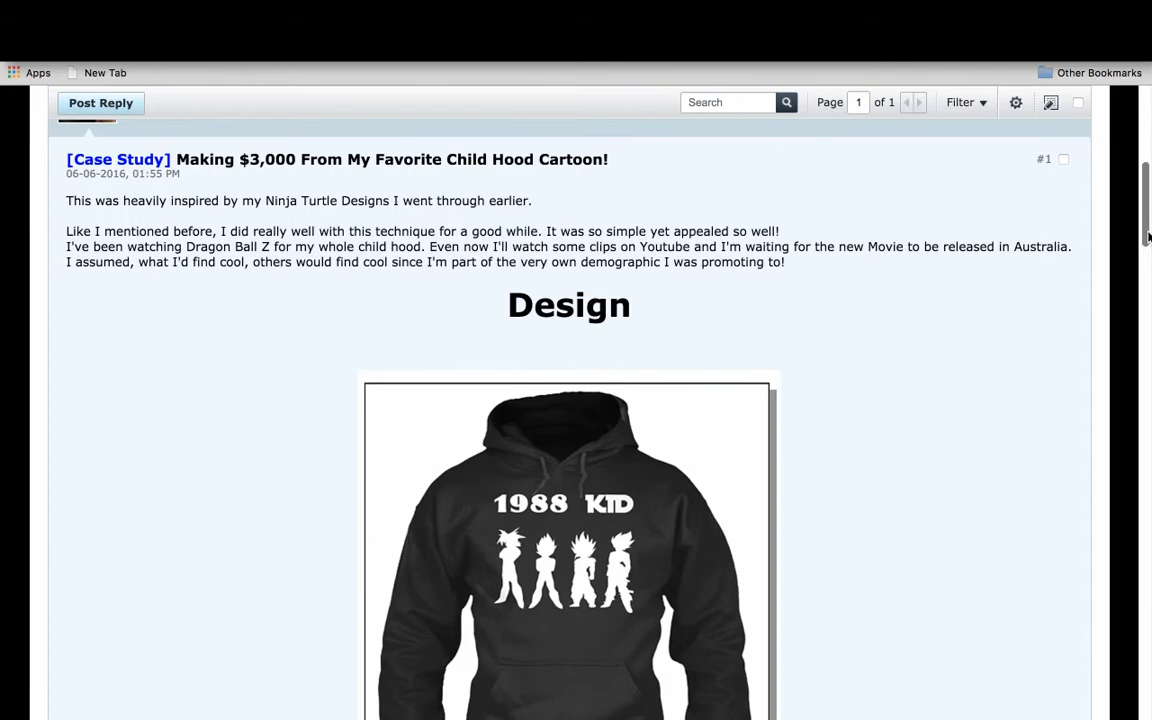 Apps New Tab Other Bookmarks
Post Reply Search Page 1 of 1 Filter
[Case Study] Making $3,000 From My Favorite Child Hood Cartoon! #1
06-06-2016, 01:55 PM
This was heavily inspired by my Ninja Turtle Designs I went through earlier.
Like I mentioned before, I did really well with this technique for a good while. It was so simple yet appealed so well!
I've been watching Dragon Ball Z for my whole child hood. Even now I'll watch some clips on Youtube and I'm waiting for the new Movie to be released in Australia.
I assumed, what I'd find cool, others would find cool since I'm part of the very own demographic I was promoting to!
Design
1988 KID